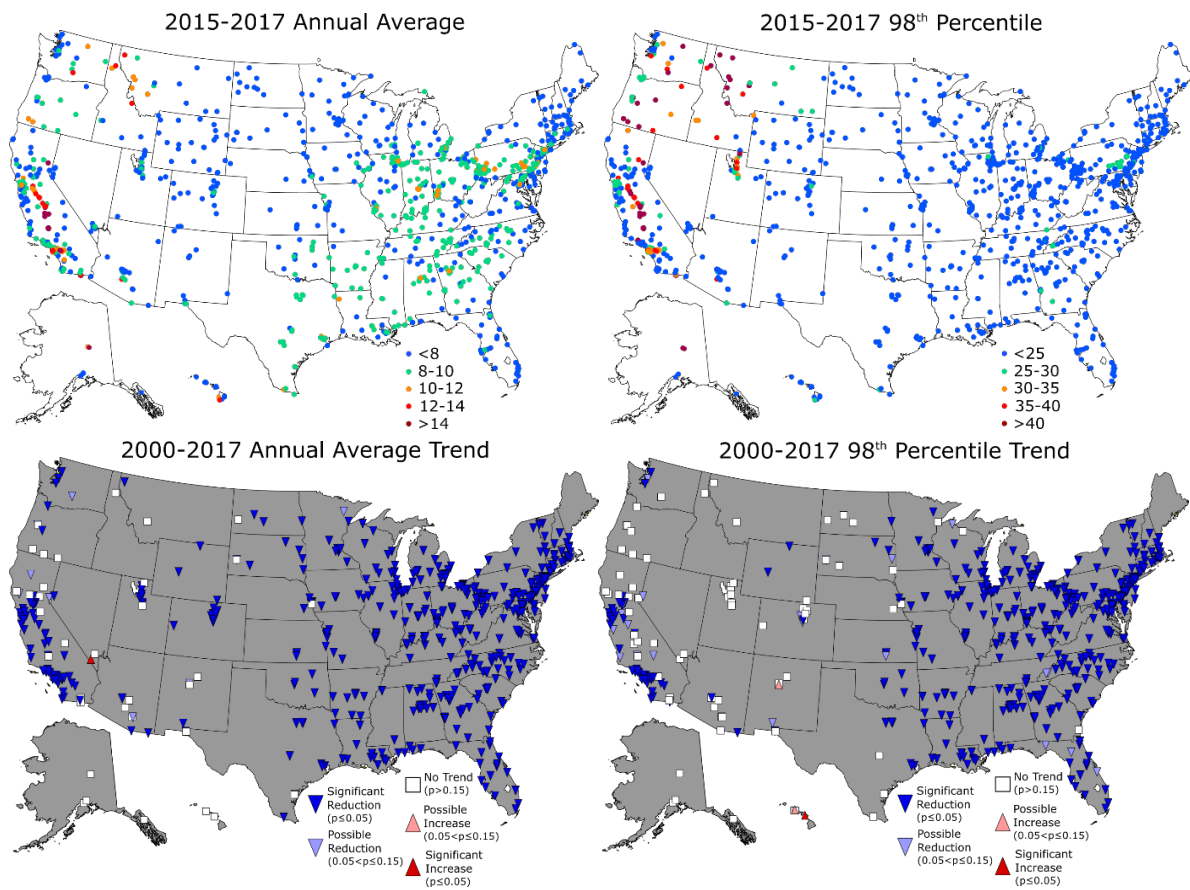 2015-2017 Annual Average
<8
8-10
10-12
12-14
>14
2015-2017 98th Percentile
<25
25-30
30-35
35-40
>40
2000-2017 Annual Average Trend
Significant
Reduction
(p≤0.05)
Possible
Reduction
(0.05<p≤0.15)
No Trend
(p>0.15)
Possible
Increase
(0.05<p≤0.15)
Significant
Increase
(p≤0.05)
2000-2017 98th Percentile Trend
Significant
Reduction
(p≤0.05)
Possible
Reduction
(0.05<p≤0.15)
No Trend
(p>0.15)
Possible
Increase
(0.05<p≤0.15)
Significant
Increase
(p≤0.05)